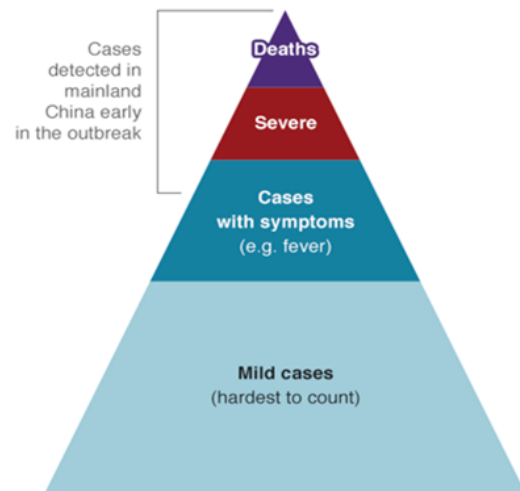 Cases
detected in
mainland
China early
in the outbreak
Deaths
Severe
Cases
with symptoms
(e.g. fever)
Mild cases
(hardest to count)